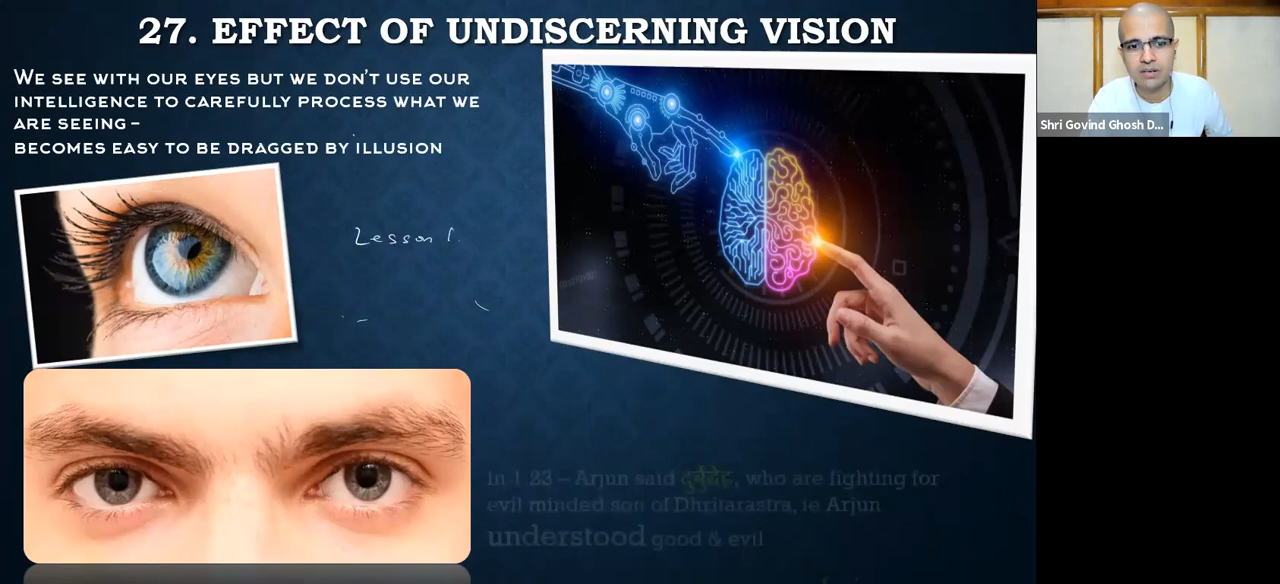 27. EFFECT OF UNDISCERNING VISION
WE SEE WITH OUR EYES BUT WE DON'T USE OUR
INTELLIGENCE TO CAREFULLY PROCESS WHAT WE
ARE SEEING –
BECOMES EASY TO BE DRAGGED BY ILLUSION
Lesson 1.
In 1.23 – Arjun said दुर्बुद्धेः, who are fighting for
evil minded son of Dhritarastra, ie Arjun
understood good & evil
Shri Govind Ghosh D...